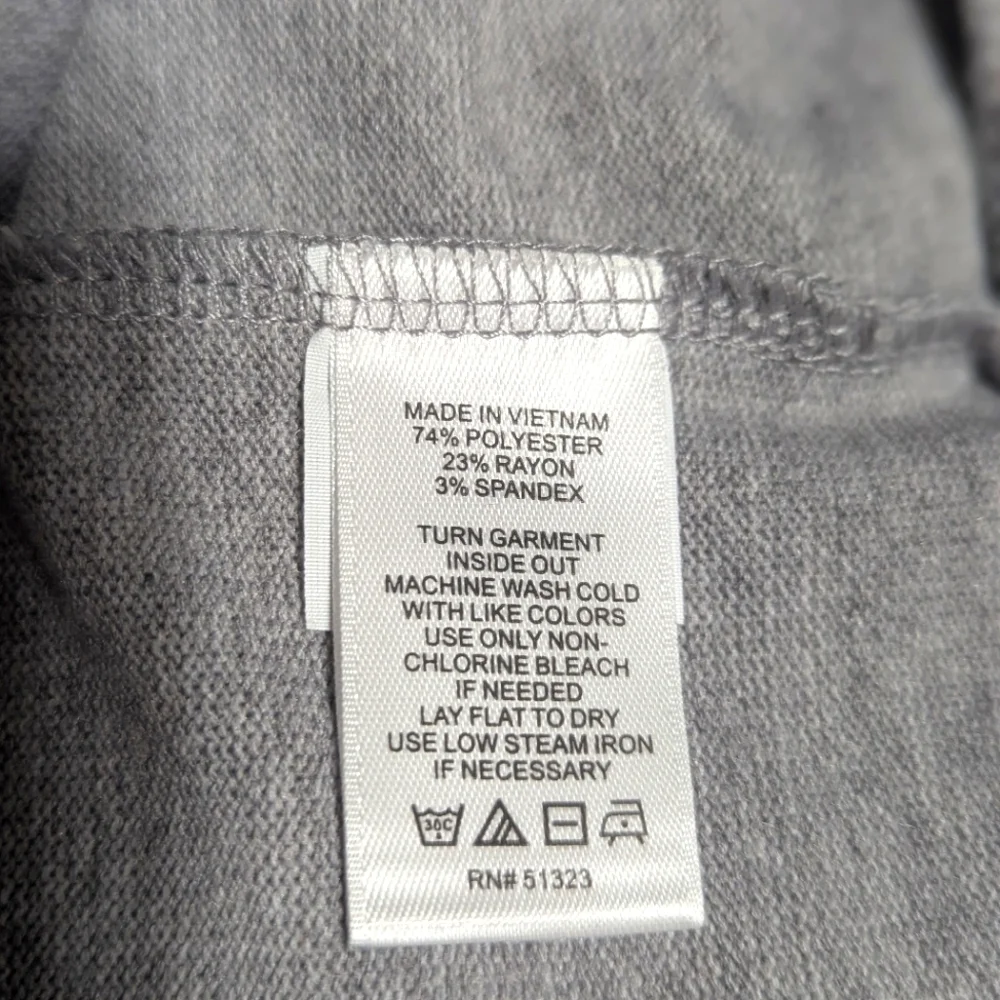 MADE IN VIETNAM
74% POLYESTER
23% RAYON
3% SPANDEX
TURN GARMENT
INSIDE OUT
MACHINE WASH COLD
WITH LIKE COLORS
USE ONLY NON-
CHLORINE BLEACH
IF NEEDED
LAY FLAT TO DRY
USE LOW STEAM IRON
IF NECESSARY
30C
RN# 51323